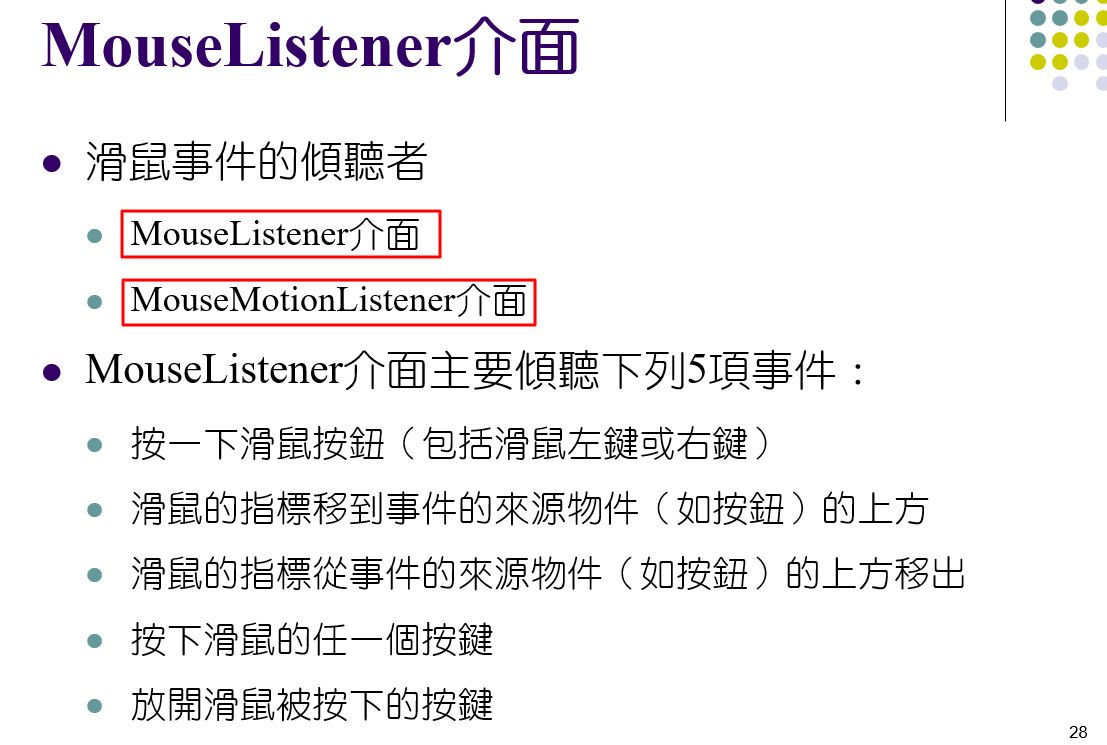 MouseListener介面
滑鼠事件的傾聽者
MouseListener介面
MouseMotionListener介面
MouseListener介面主要傾聽下列5項事件：
按一下滑鼠按鈕（包括滑鼠左鍵或右鍵）
滑鼠的指標移到事件的來源物件（如按鈕）的上方
滑鼠的指標從事件的來源物件（如按鈕）的上方移出
按下滑鼠的任一個按鍵
放開滑鼠被按下的按鍵
28